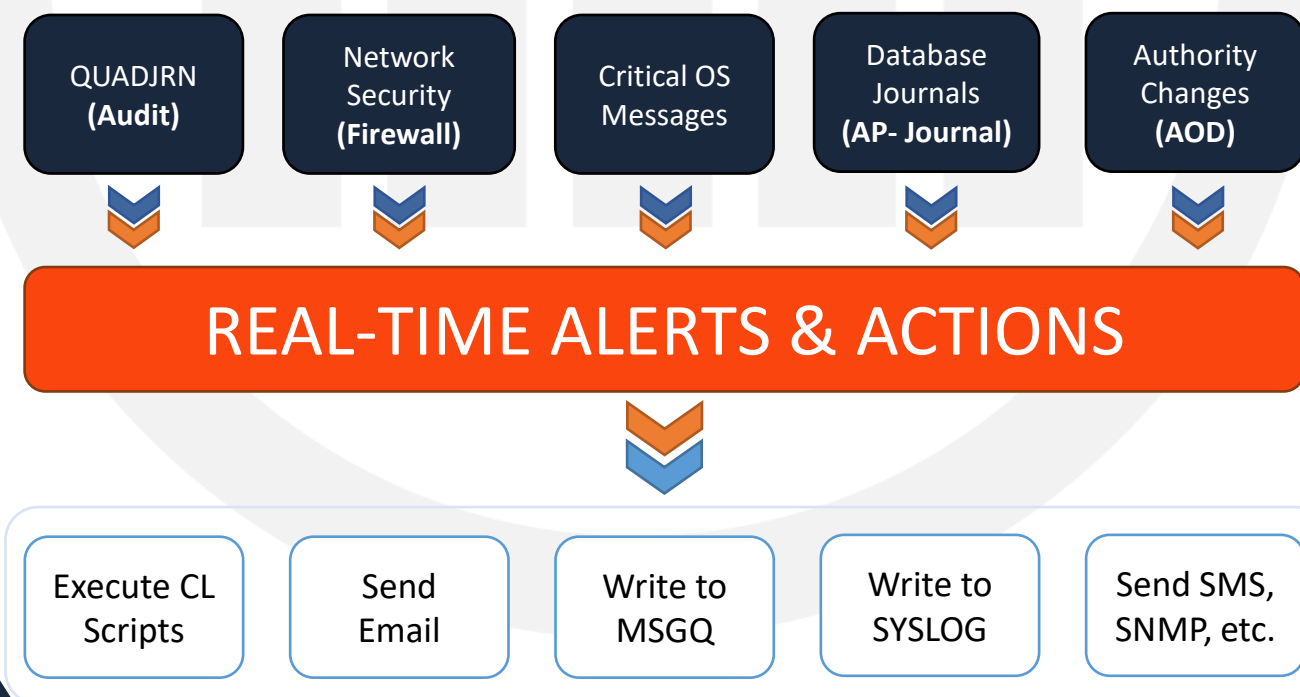 QUADJRN
(Audit)
Network
Security
(Firewall)
Critical OS
Messages
Database
Journals
(AP- Journal)
Authority
Changes
(AOD)
REAL-TIME ALERTS & ACTIONS
Execute CL
Scripts
Send
Email
Write to
MSGQ
Write to
SYSLOG
Send SMS,
SNMP, etc.